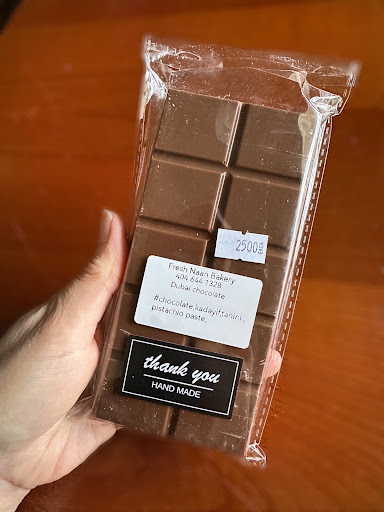 2500
Fresh Naan Bakery
404.644.1328
Dubai chocolate
#chocolate,kadayif,tahini,
pistachio paste,
thank you
HAND MADE